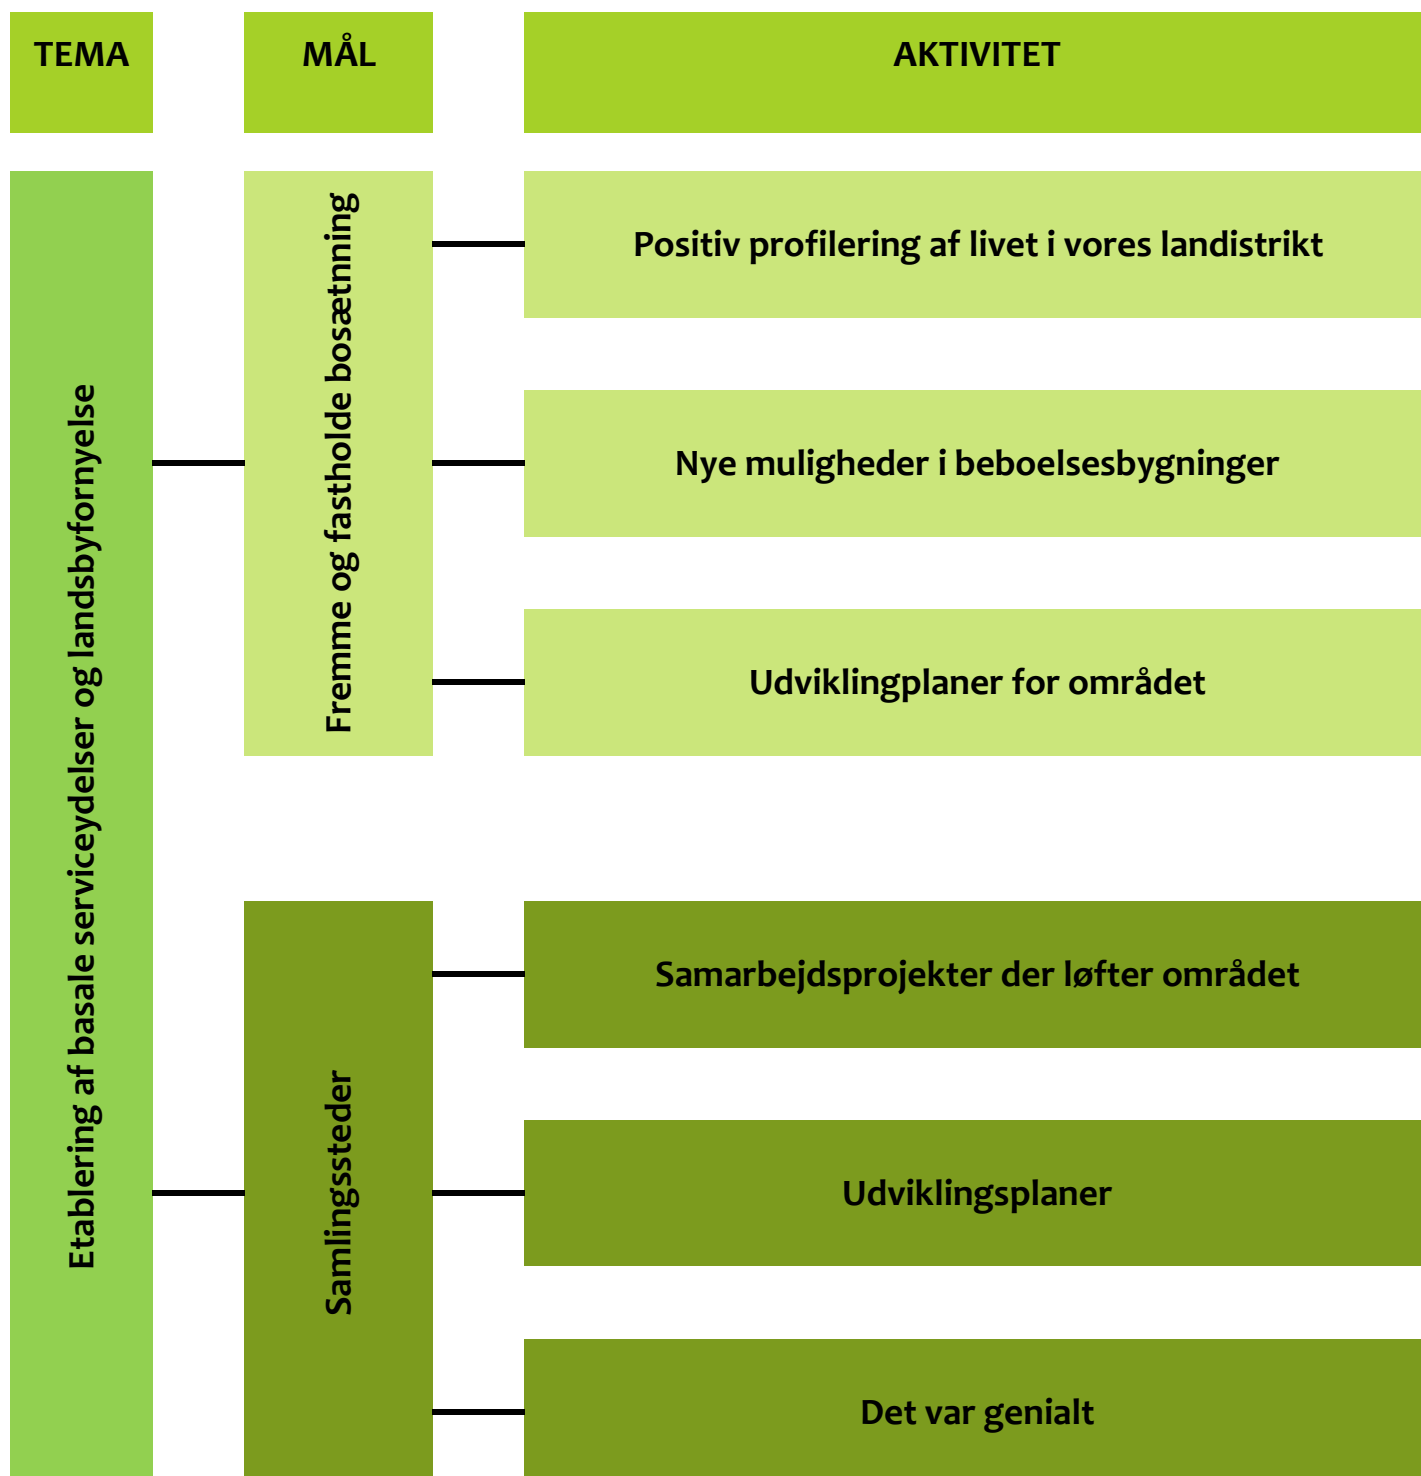 TEMA
MÅL
AKTIVITET
Etablering af basale serviceydelser og landsbyfornyelse
Fremme og fastholde bosætnning
Positiv profilering af livet i vores landistrikt
Nye muligheder i beboelsesbygninger
Udviklingplaner for området
Samlingssteder
Samarbejdsprojekter der løfter området
Udviklingsplaner
Det var genialt